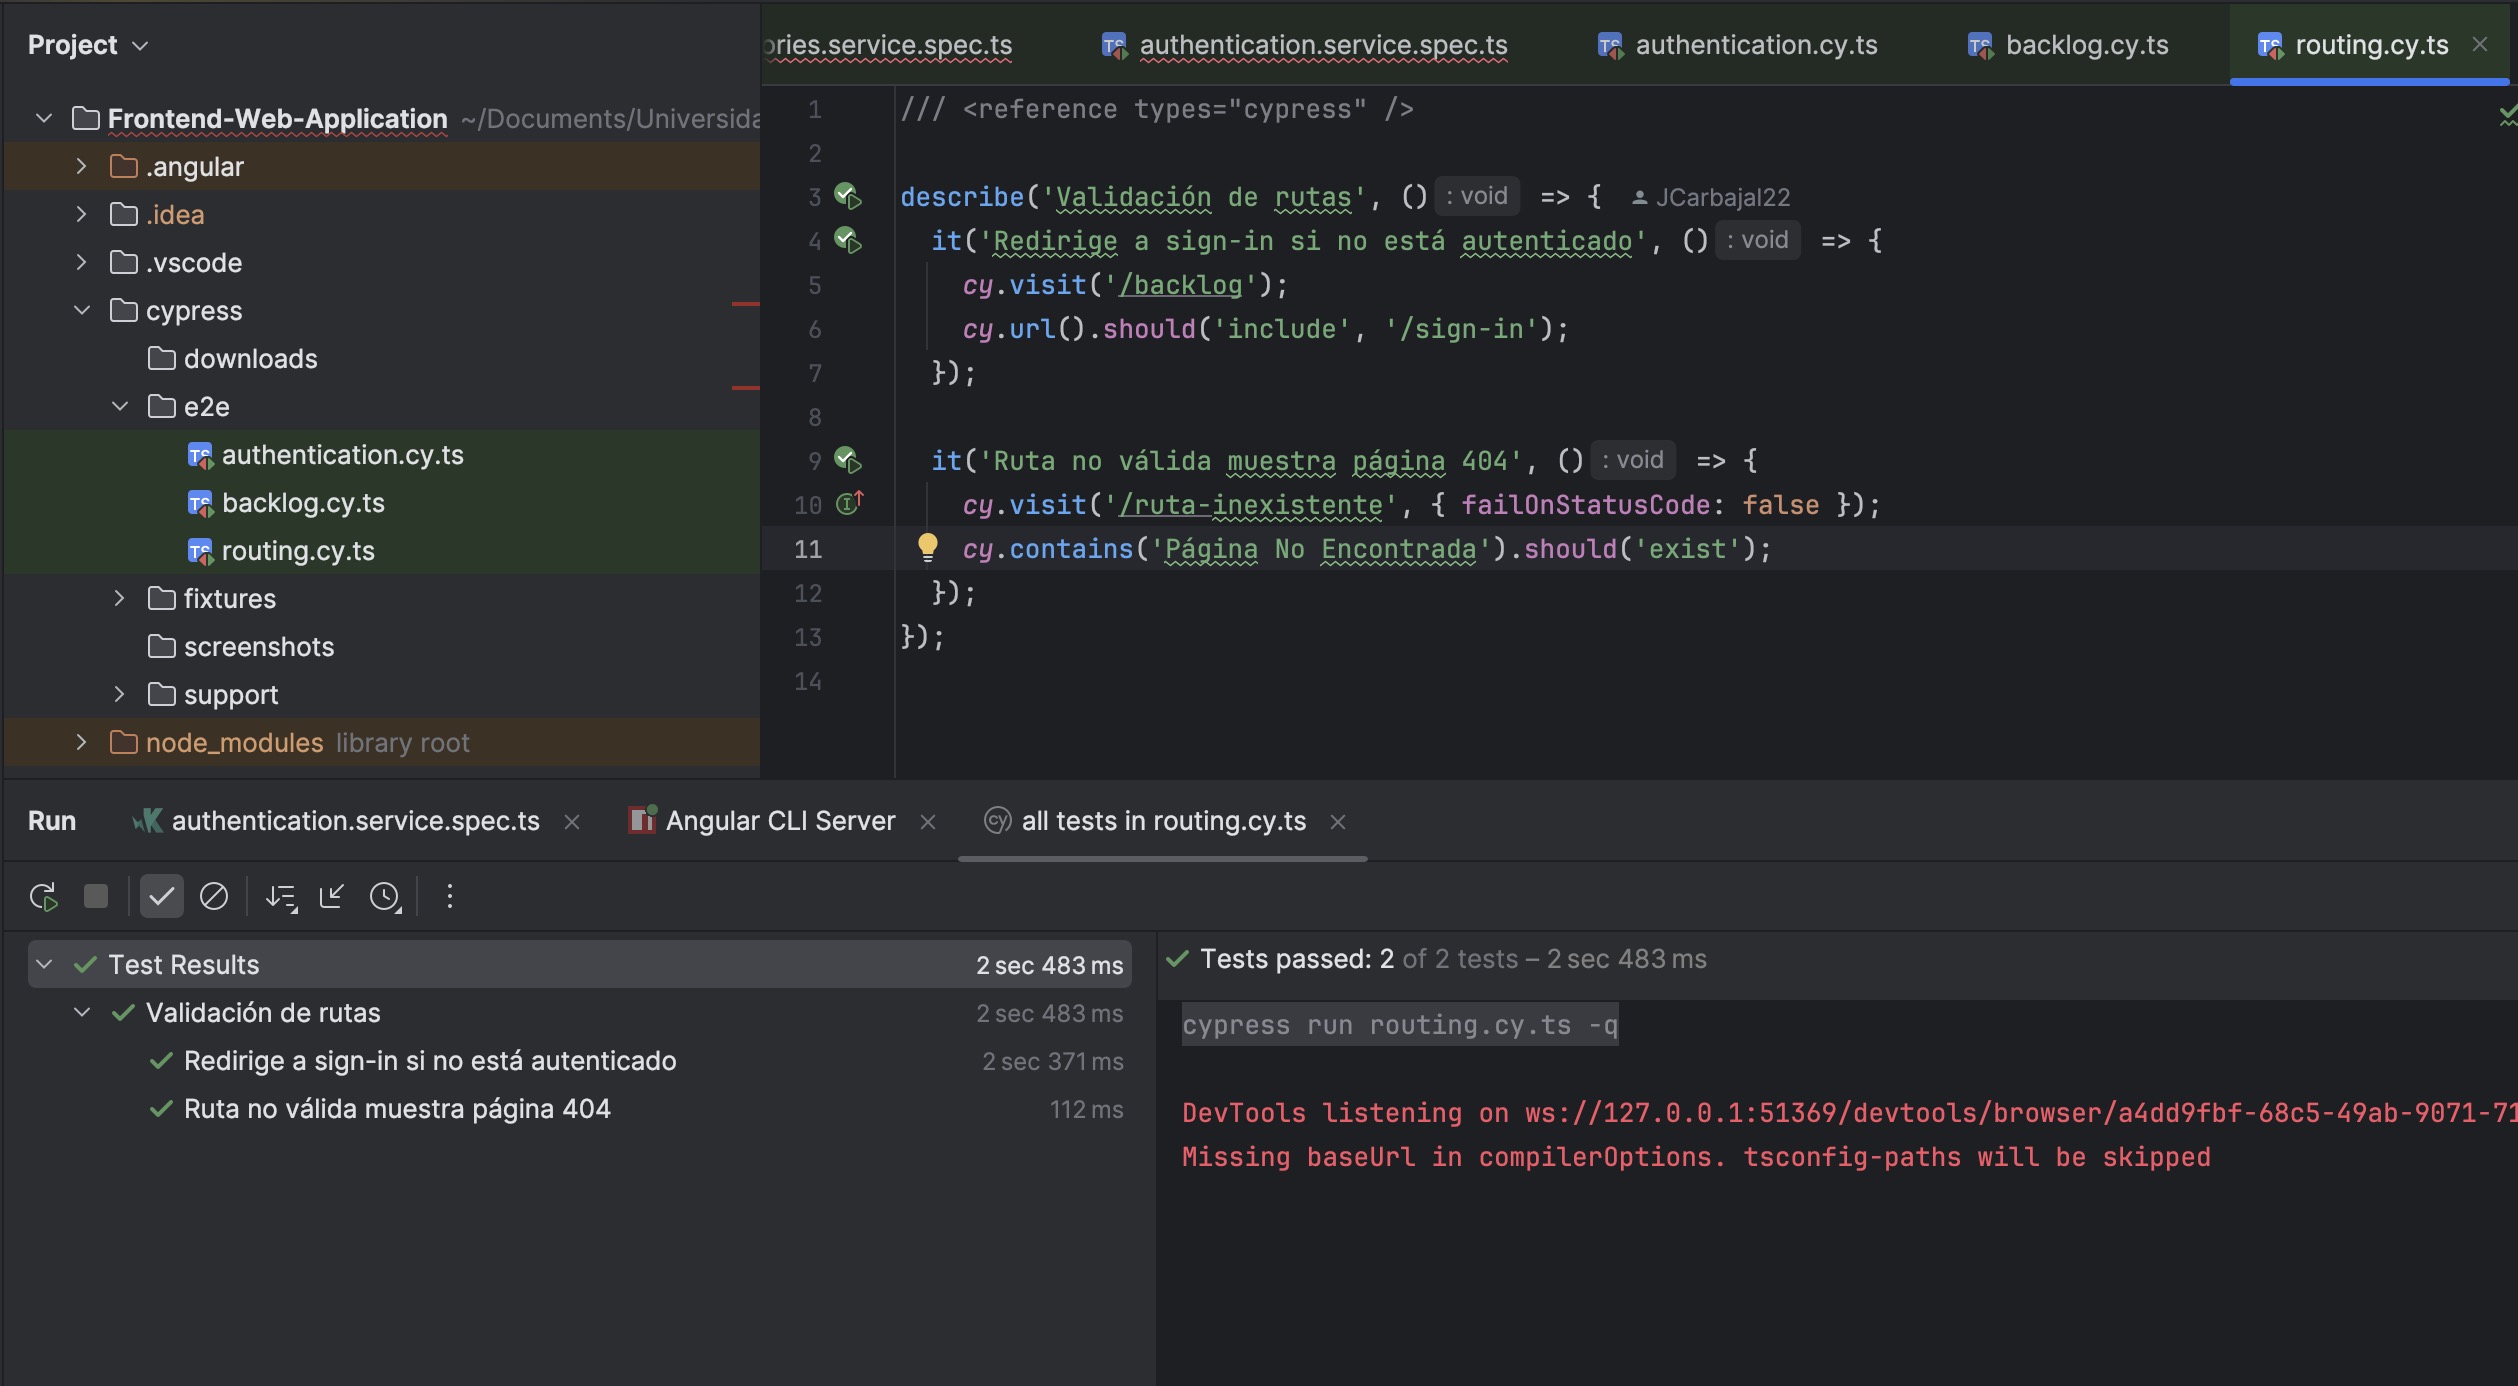 Project
Frontend-Web-Application ~/Documents/Universida
.angular
.idea
.vscode
cypress
downloads
e2e
authentication.cy.ts
backlog.cy.ts
routing.cy.ts
fixtures
screenshots
support
node_modules library root
ories.service.spec.ts
authentication.service.spec.ts
authentication.cy.ts
backlog.cy.ts
routing.cy.ts
1 /// <reference types="cypress" />
2
3 describe('Validación de rutas', () : void => { JCarbajal22
4 it('Redirige a sign-in si no está autenticado', () : void => {
5 cy.visit('/backlog');
6 cy.url().should('include', '/sign-in');
7 });
8
9 it('Ruta no válida muestra página 404', () : void => {
10 cy.visit('/ruta-inexistente', { failOnStatusCode: false });
11 cy.contains('Página No Encontrada').should('exist');
12 });
13 });
14
Run
authentication.service.spec.ts
Angular CLI Server
all tests in routing.cy.ts
Test Results 2 sec 483 ms
Validación de rutas 2 sec 483 ms
Redirige a sign-in si no está autenticado 2 sec 371 ms
Ruta no válida muestra página 404 112 ms
Tests passed: 2 of 2 tests – 2 sec 483 ms
cypress run routing.cy.ts -q
DevTools listening on ws://127.0.0.1:51369/devtools/browser/a4dd9fbf-68c5-49ab-9071-71
Missing baseUrl in compilerOptions. tsconfig-paths will be skipped